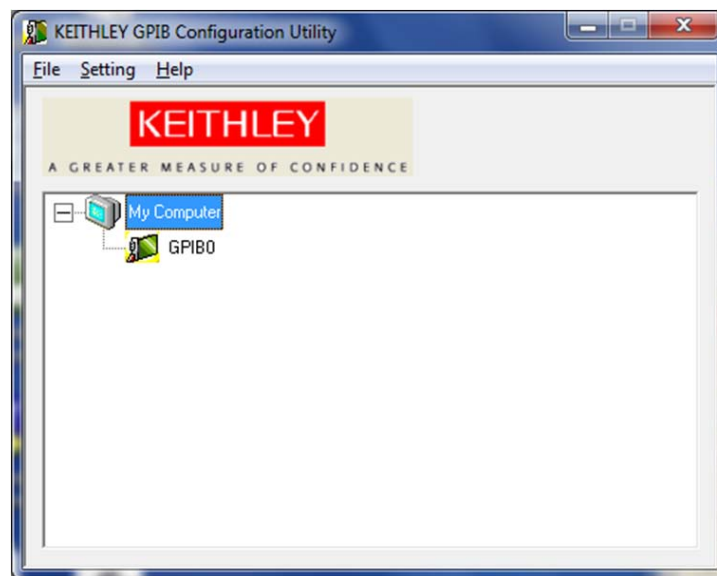 KEITHLEY GPIB Configuration Utility
File Setting Help
KEITHLEY
A GREATER MEASURE OF CONFIDENCE
My Computer
GPIB0